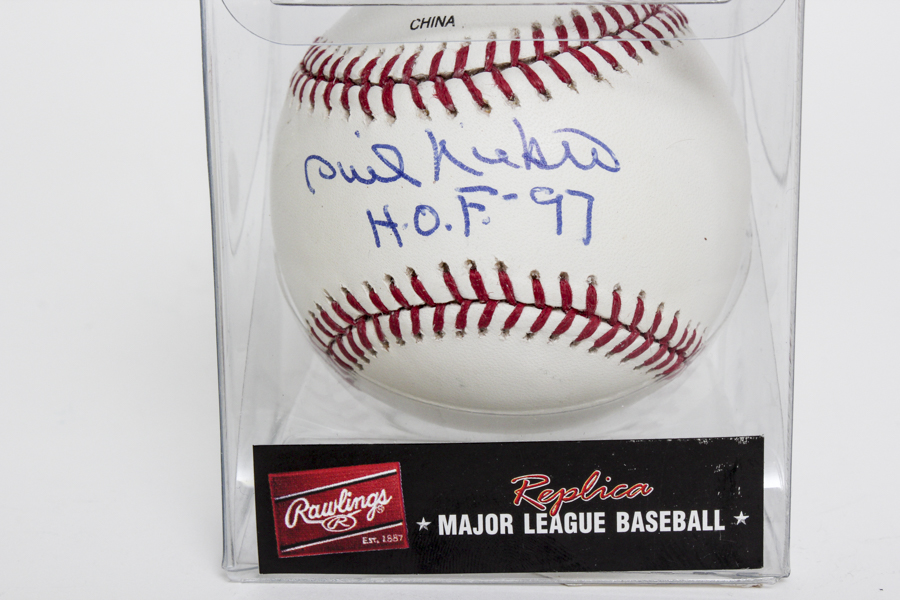 CHINA
Phil Niekro
H.O.F.-97
Rawlings®
R
EST. 1887
Replica
★ MAJOR LEAGUE BASEBALL ★